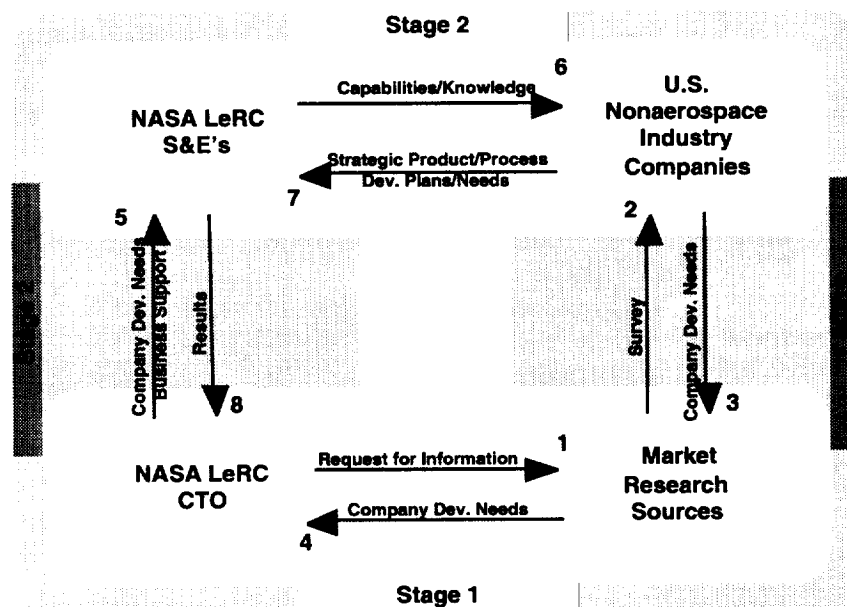 Stage 2
6
Capabilities/Knowledge
U.S.
Nonaerospace
Industry
Companies
NASA LeRC
S&E's
Strategic Product/Process
Dev. Plans/Needs
7
5
2
Company Dev. Needs
Business Support
Results
Survey
Company Dev. Needs
8
3
1
Request for Information
Market
Research
Sources
NASA LeRC
CTO
Company Dev. Needs
4
Stage 1